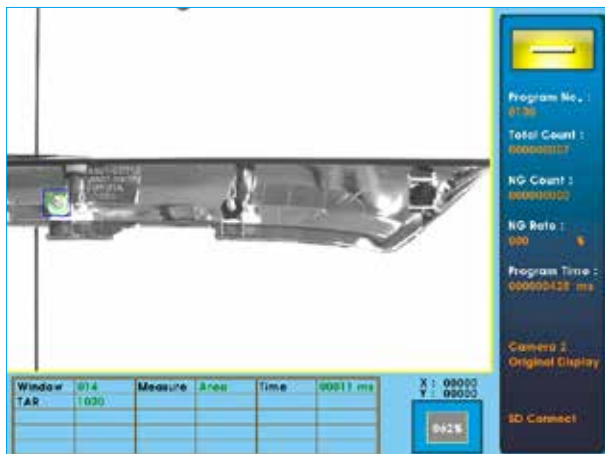 Program No. :
0130
Total Count :
000000007
NG Count :
000000000
NG Rate :
000 %
Program Time :
000000428 ms
Camera 2
Original Display
SD Connect
Window 014 Measure Area Time 00011 ms
TAR 1030
X : 00000
Y : 00000
062%